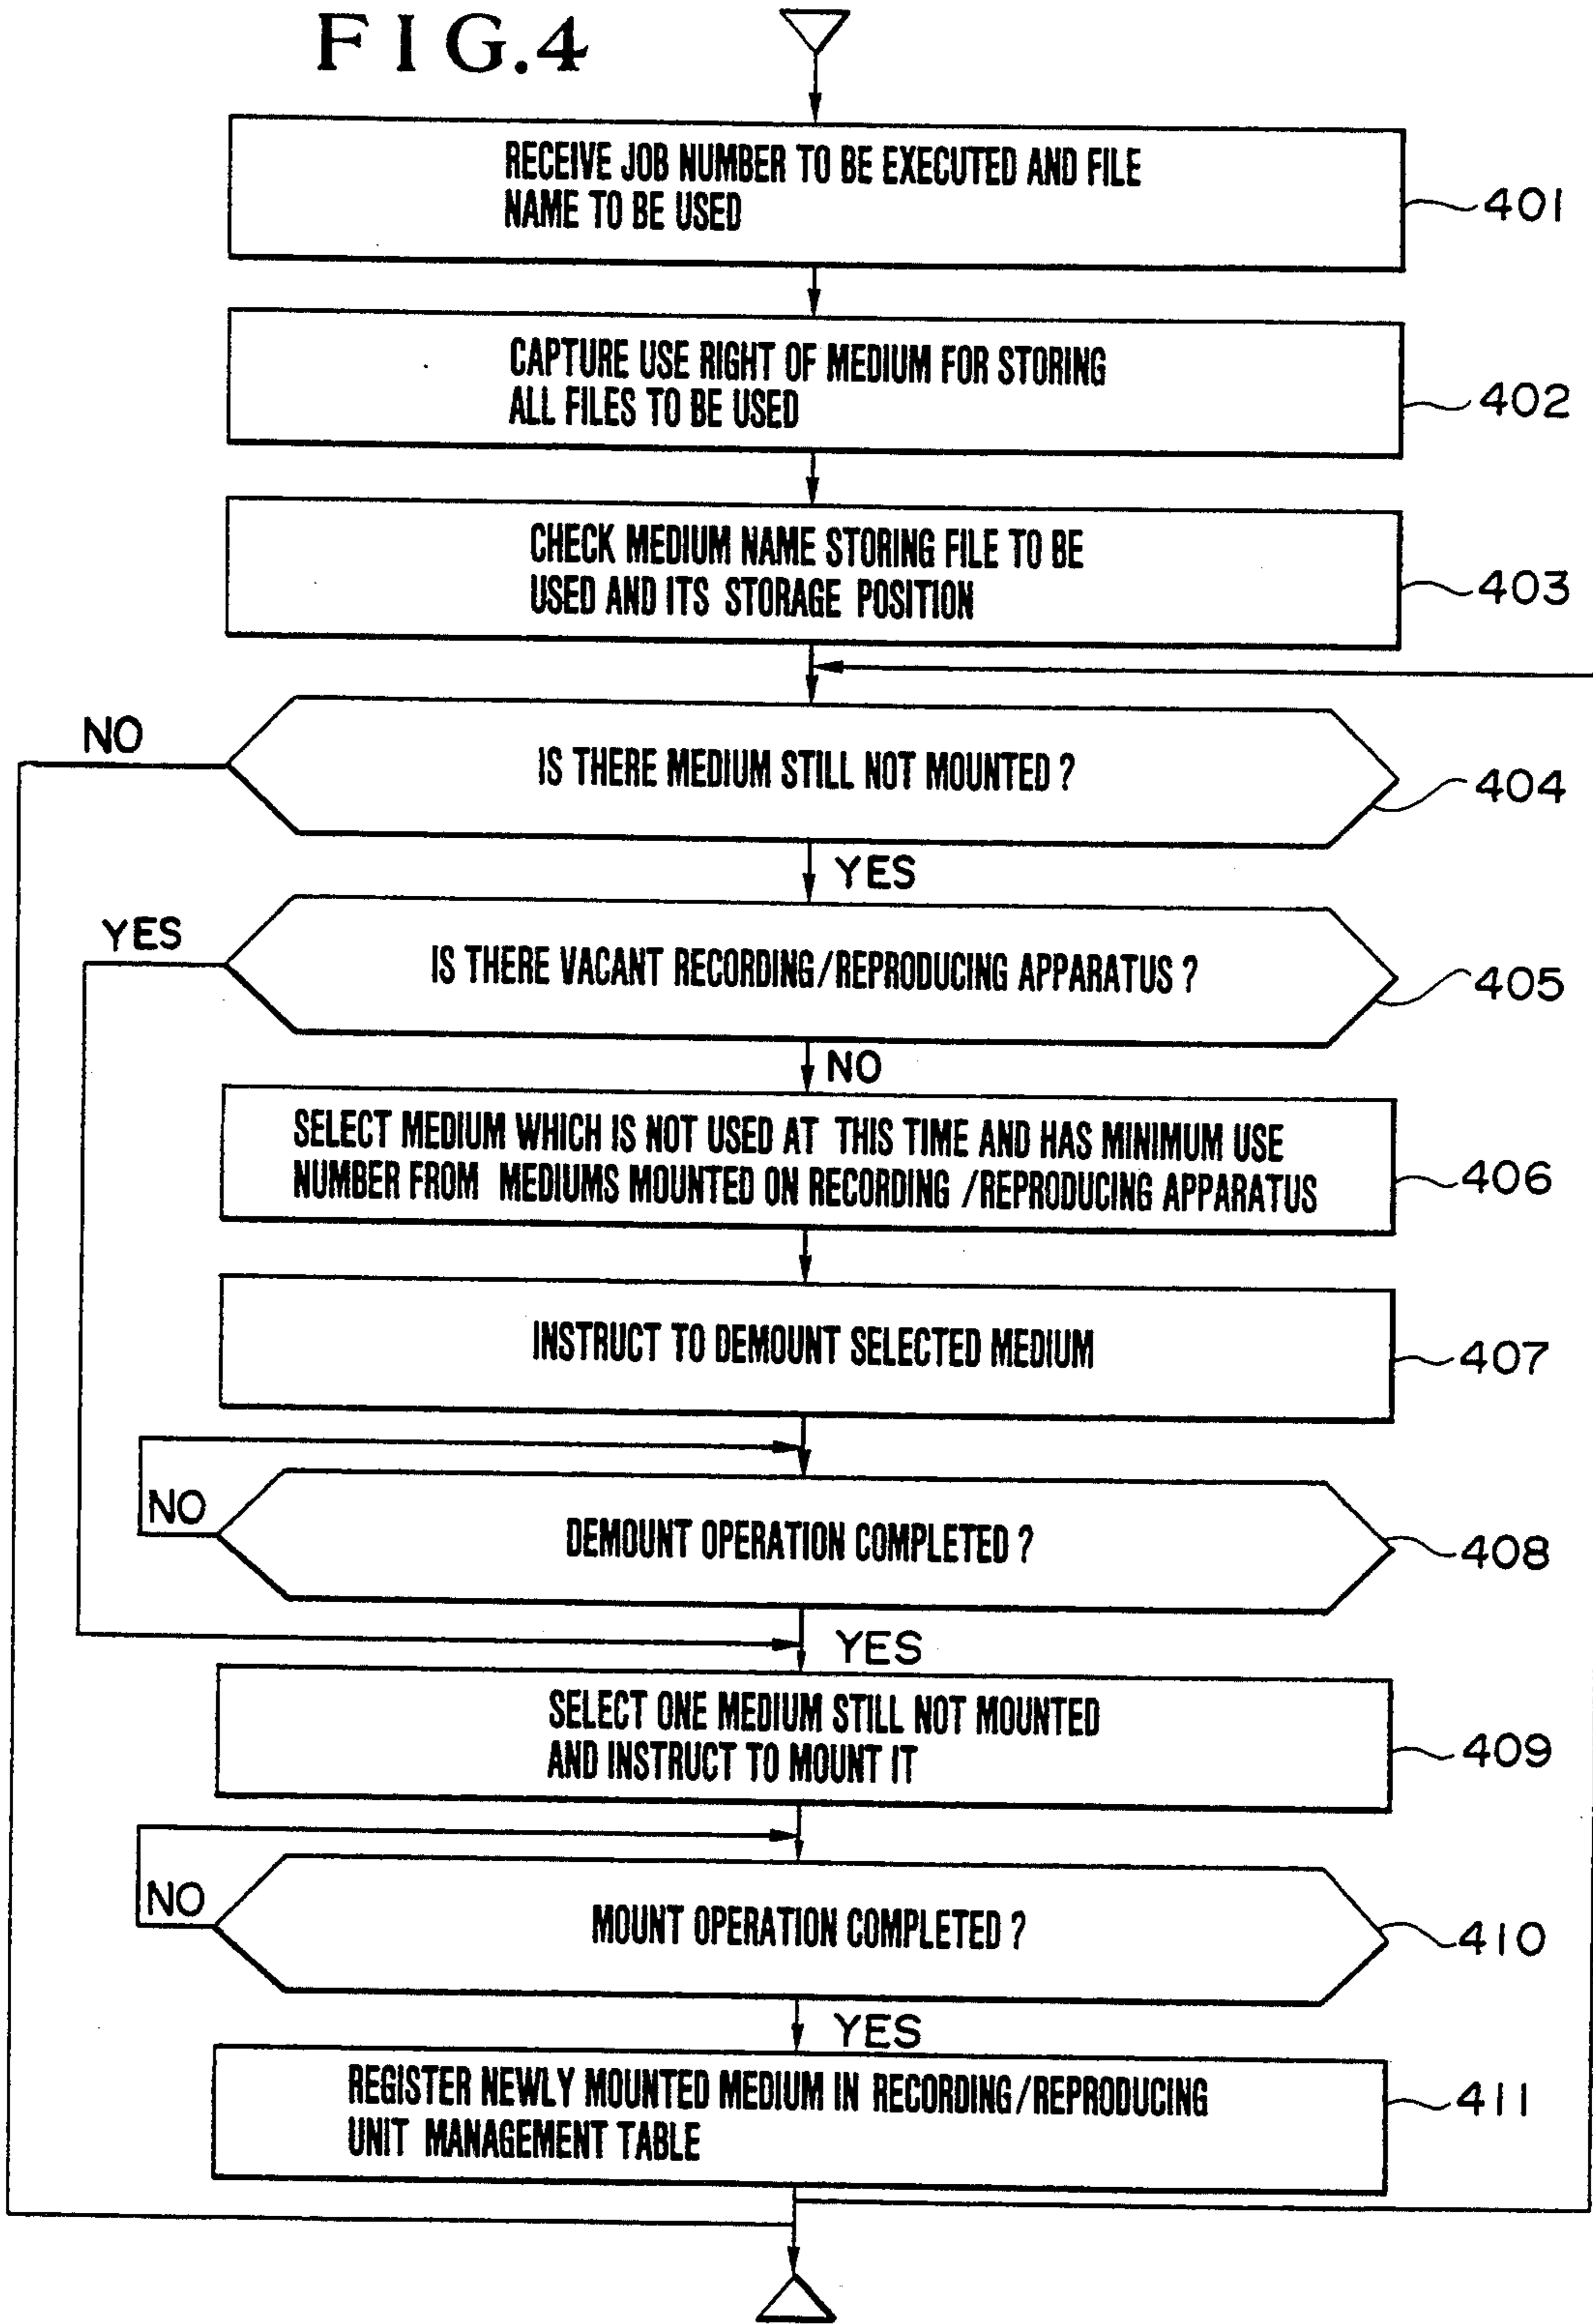 FIG.4
RECEIVE JOB NUMBER TO BE EXECUTED AND FILE
NAME TO BE USED
401
CAPTURE USE RIGHT OF MEDIUM FOR STORING
ALL FILES TO BE USED
402
CHECK MEDIUM NAME STORING FILE TO BE
USED AND ITS STORAGE POSITION
403
NO
IS THERE MEDIUM STILL NOT MOUNTED ?
404
YES
YES
IS THERE VACANT RECORDING/REPRODUCING APPARATUS ?
405
NO
SELECT MEDIUM WHICH IS NOT USED AT THIS TIME AND HAS MINIMUM USE
NUMBER FROM MEDIUMS MOUNTED ON RECORDING /REPRODUCING APPARATUS
406
INSTRUCT TO DEMOUNT SELECTED MEDIUM
407
NO
DEMOUNT OPERATION COMPLETED ?
408
YES
SELECT ONE MEDIUM STILL NOT MOUNTED
AND INSTRUCT TO MOUNT IT
409
NO
MOUNT OPERATION COMPLETED ?
410
YES
REGISTER NEWLY MOUNTED MEDIUM IN RECORDING/REPRODUCING
UNIT MANAGEMENT TABLE
411